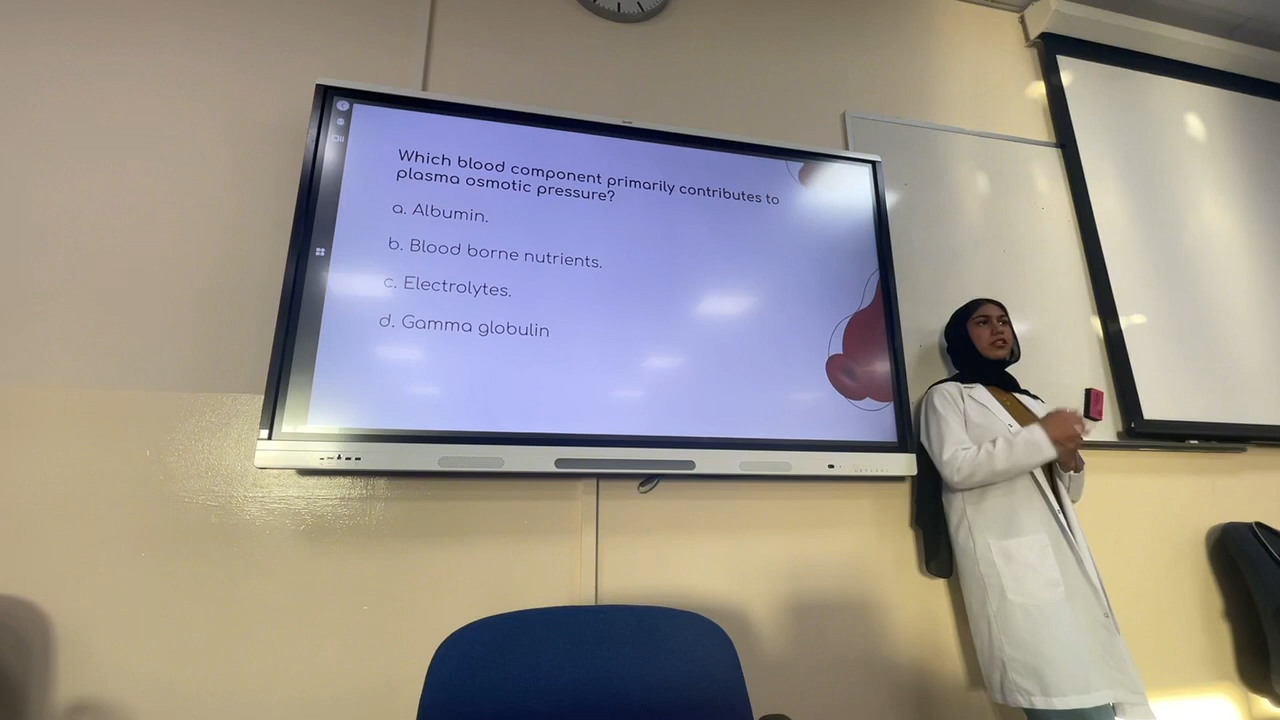 Which blood component primarily contributes to
plasma osmotic pressure?
a. Albumin.
b. Blood borne nutrients.
c. Electrolytes.
d. Gamma globulin